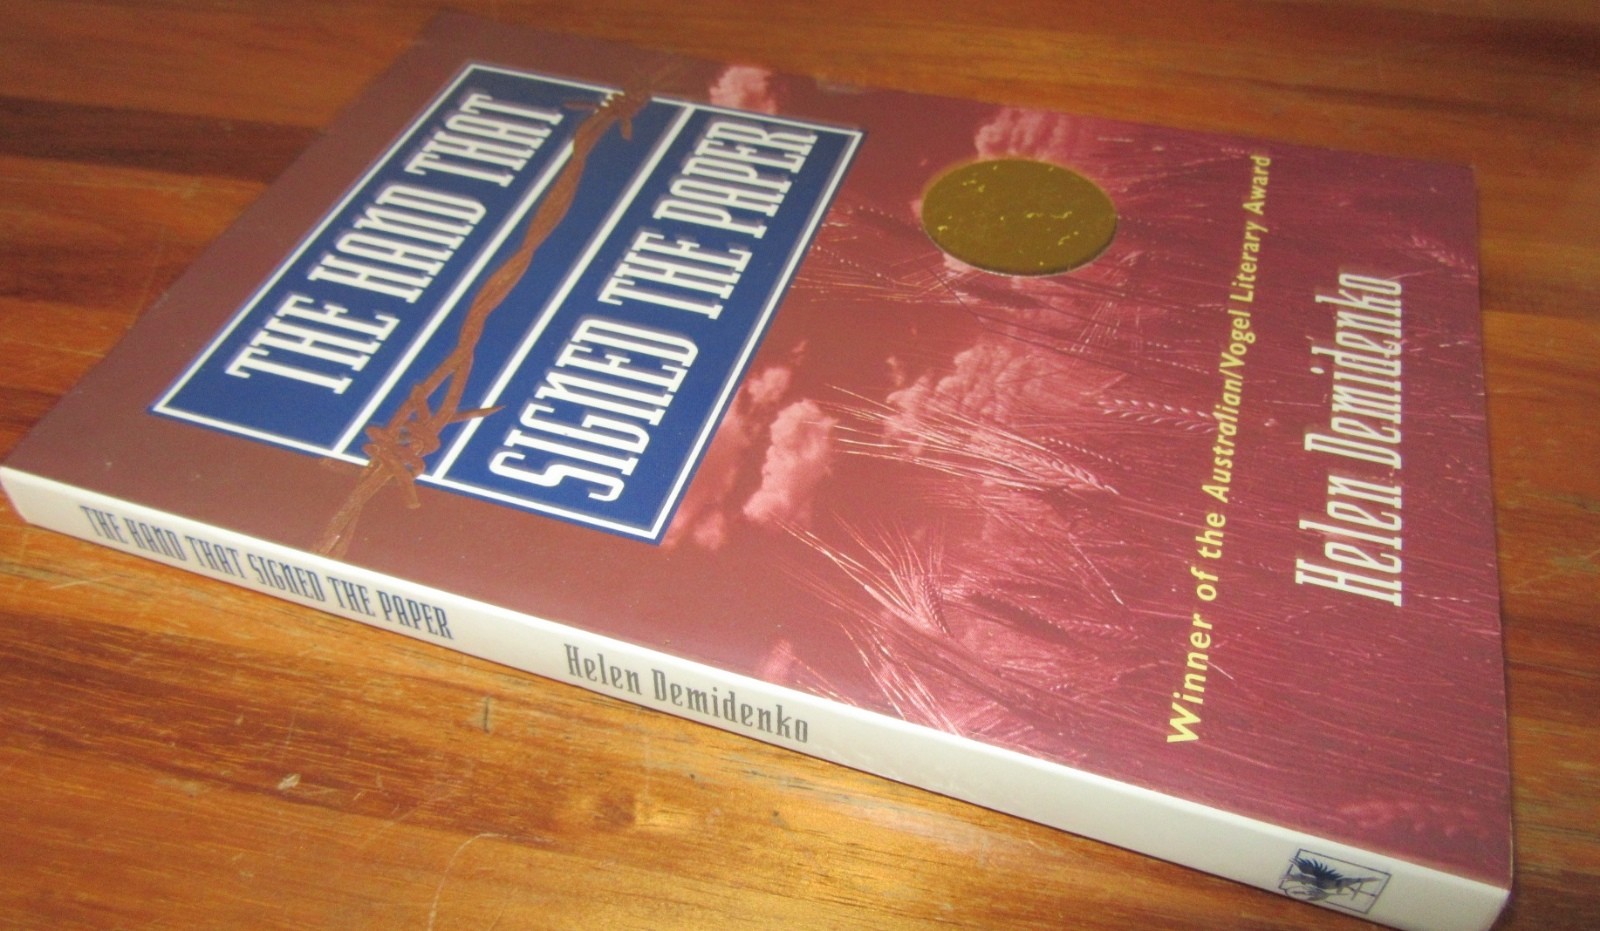 THE HAND THAT
SIGNED THE PAPER
Winner of the Australian/Vogel Literary Award
Helen Demidenko
THE HAND THAT SIGNED THE PAPER
Helen Demidenko